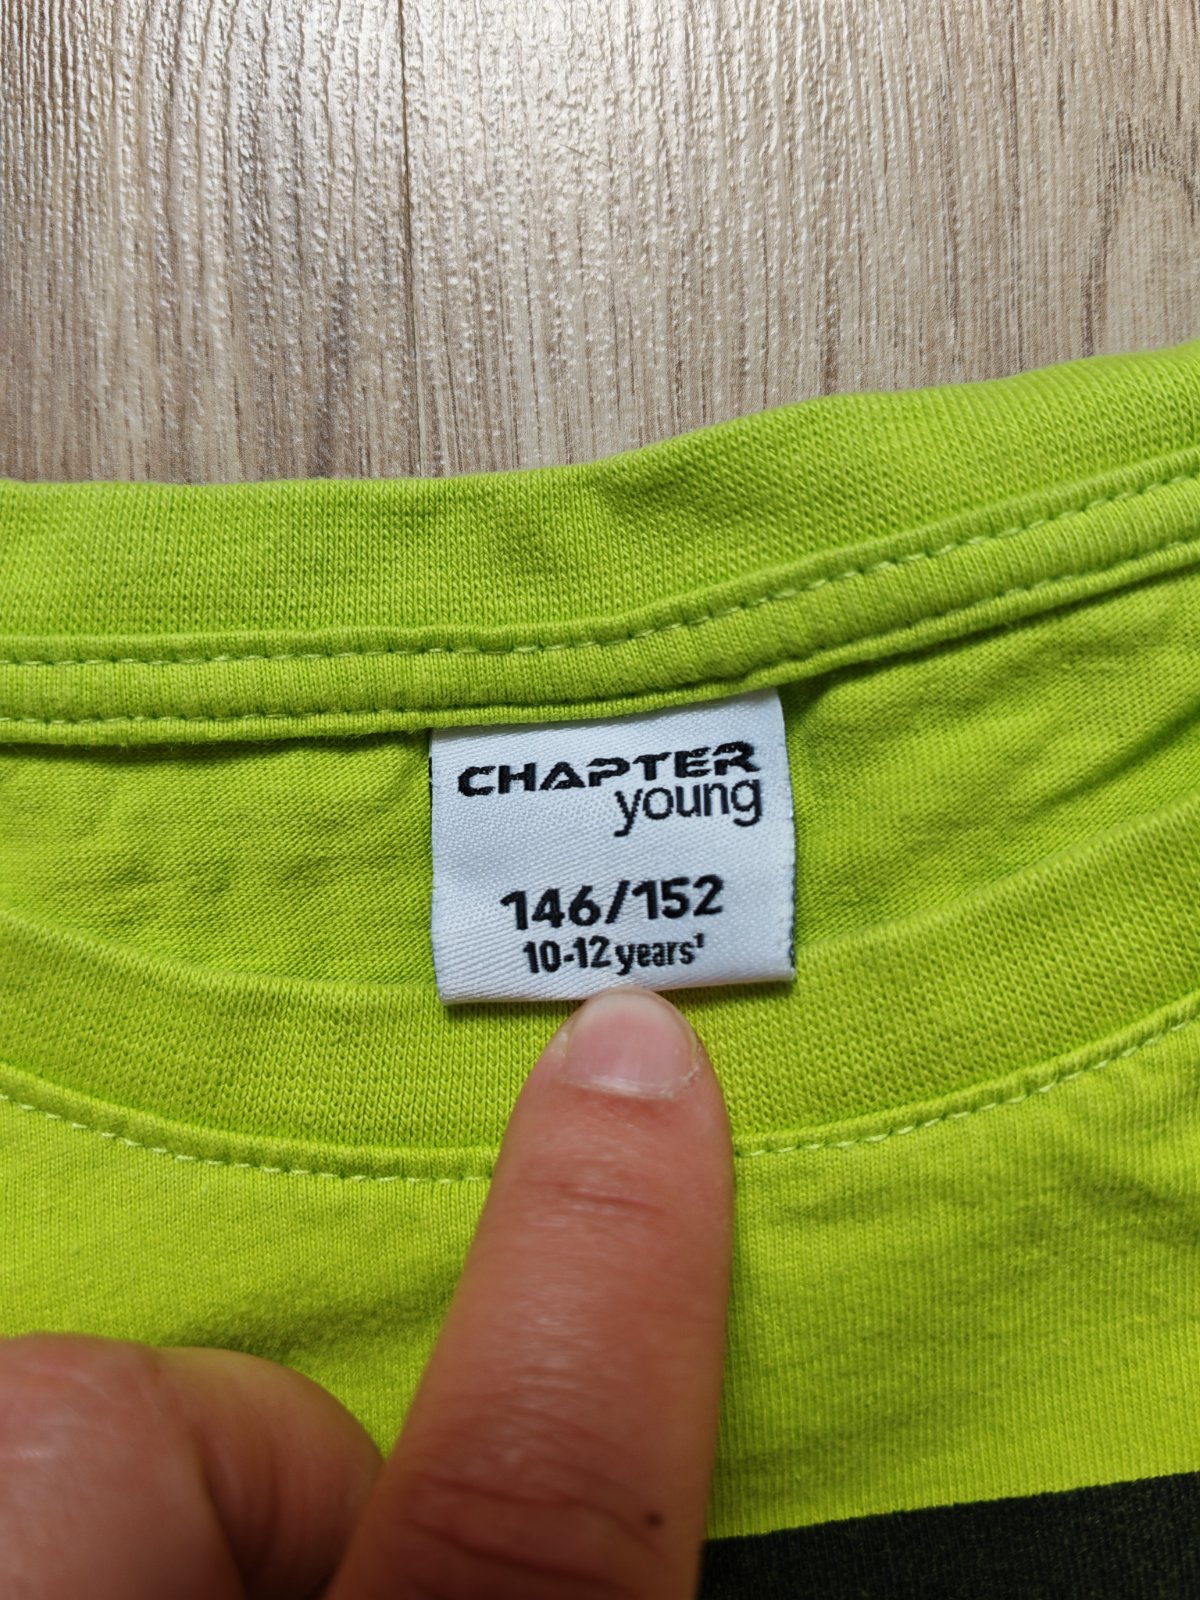 CHAPTER
young
146/152
10-12 years¹